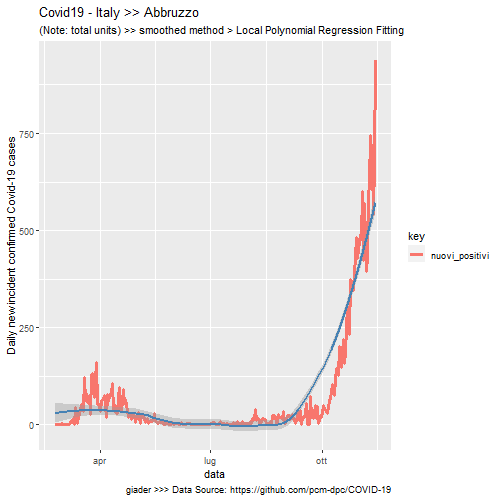 Covid19 - Italy >> Abbruzzo
(Note: total units) >> smoothed method > Local Polynomial Regression Fitting
Daily new/incident confirmed Covid-19 cases
750
500
250
0
apr
lug
ott
data
key
nuovi_positivi
giader >>> Data Source: https://github.com/pcm-dpc/COVID-19